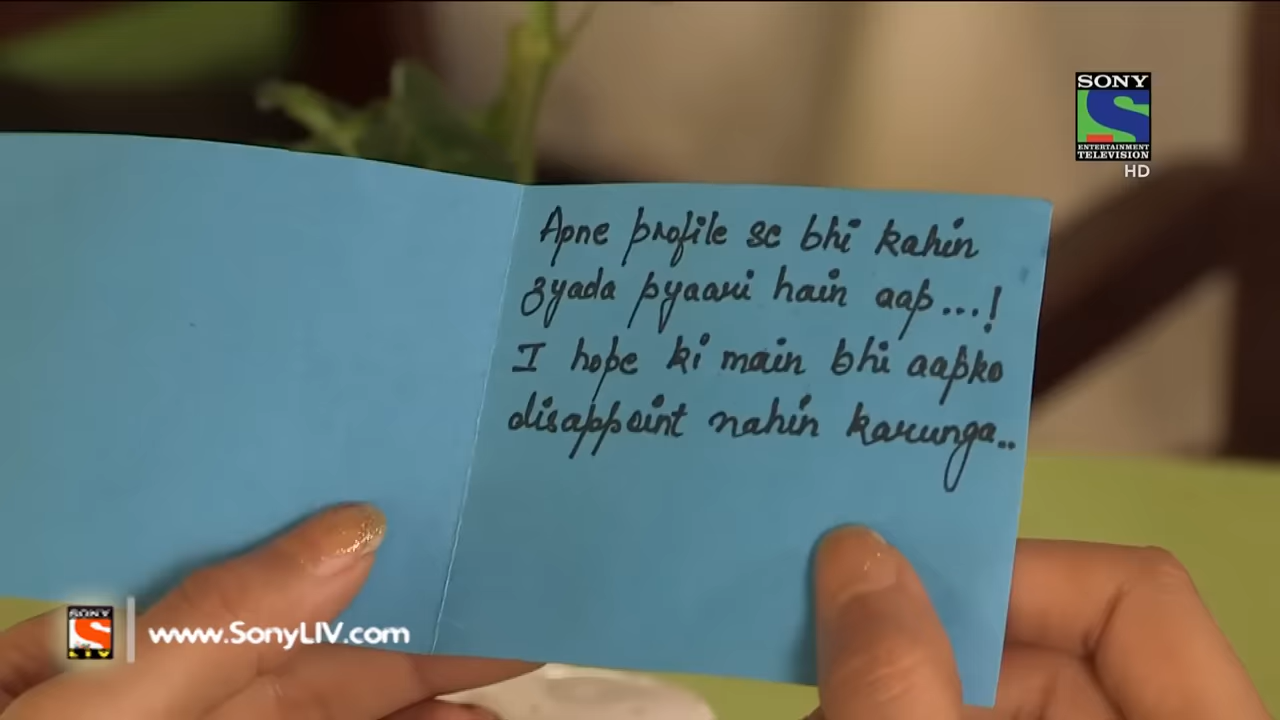 SONY
ENTERTAINMENT
TELEVISION
HD
Apne profile se bhi kahin
zyada pyaari hain aap...!
I hope ki main bhi aapko
disappoint nahin karunga..
SONY
LIV
www.SonyLIV.com